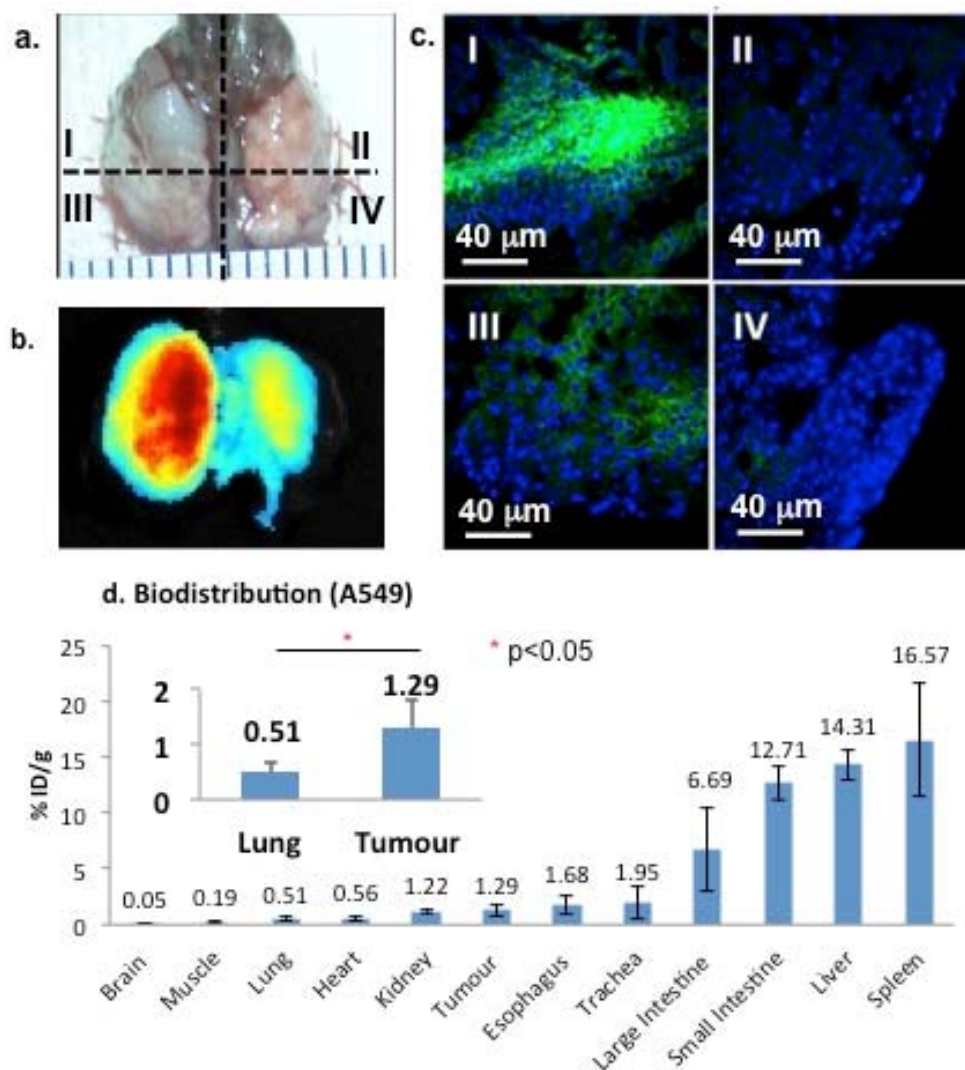 a.
I
II
III
IV
b.
c.
I
40 µm
II
40 µm
III
40 µm
IV
40 µm
d. Biodistribution (A549)
% ID/g
25
20
15
10
5
0
* p<0.05
*
2
1
0
0.51
1.29
Lung
Tumour
0.05
0.19
0.51
0.56
1.22
1.29
1.68
1.95
6.69
12.71
14.31
16.57
Brain
Muscle
Lung
Heart
Kidney
Tumour
Esophagus
Trachea
Large Intestine
Small Intestine
Liver
Spleen